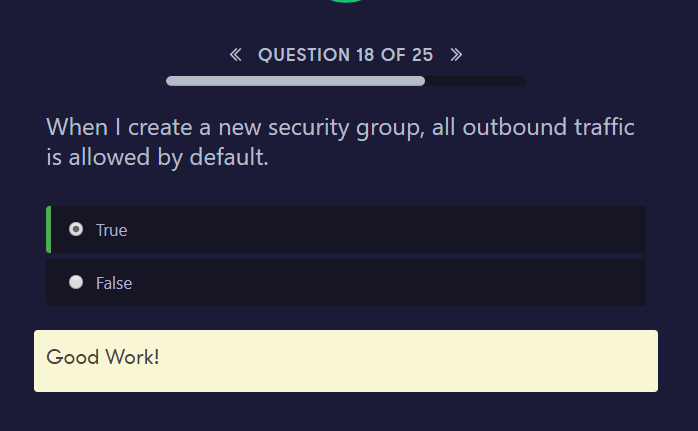 QUESTION 18 OF 25
When I create a new security group, all outbound traffic
is allowed by default.
True
False
Good Work!